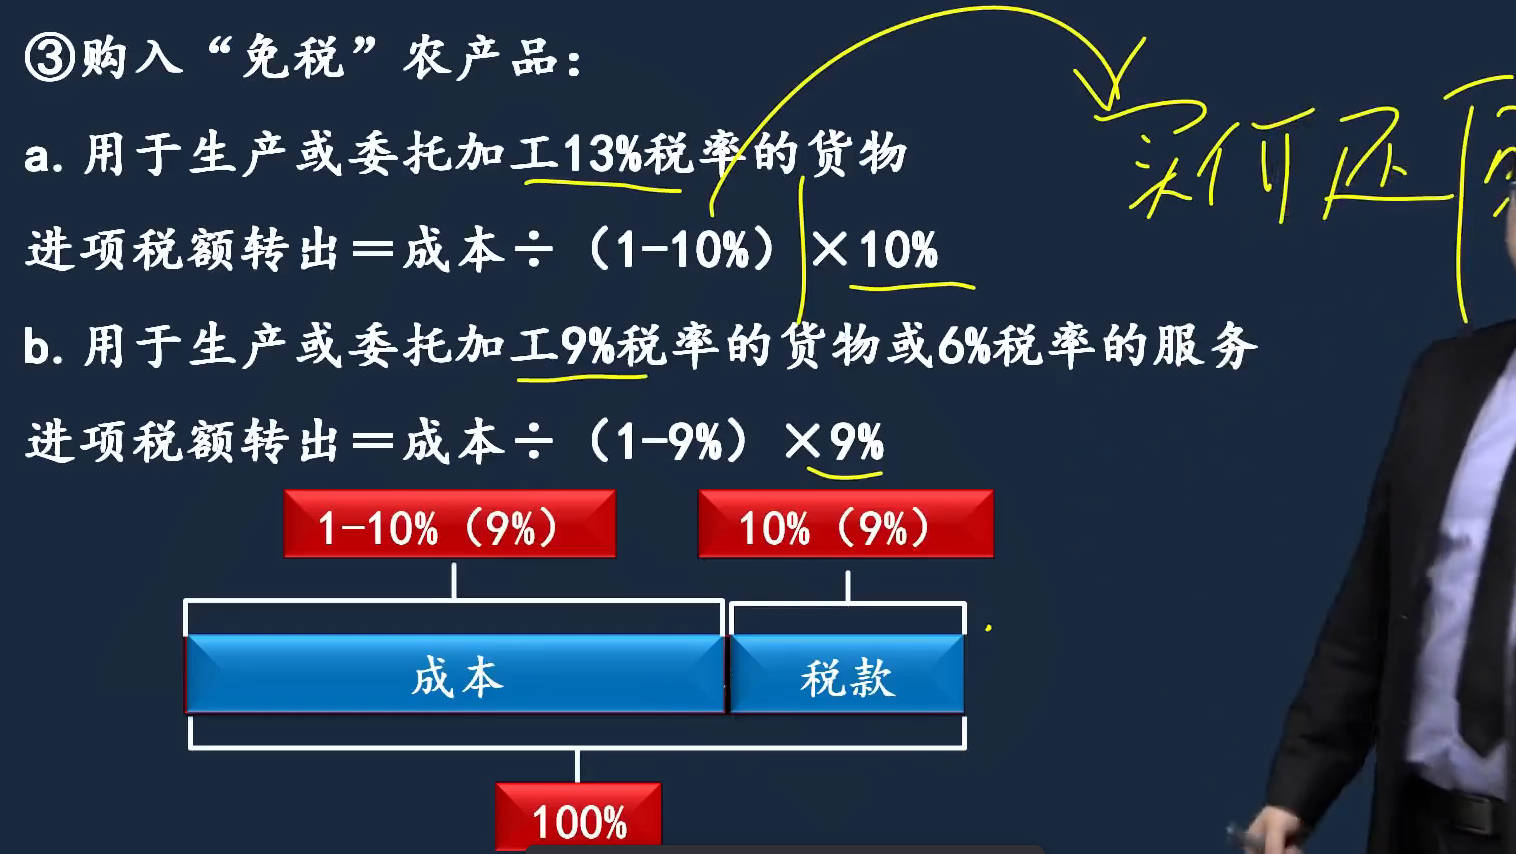 ③购入“免税”农产品：
买价还
a. 用于生产或委托加工13%税率的货物
进项税额转出＝成本÷（1-10%）×10%
b. 用于生产或委托加工9%税率的货物或6%税率的服务
进项税额转出＝成本÷（1-9%）×9%
1-10%（9%）
10%（9%）
成本
税款
100%